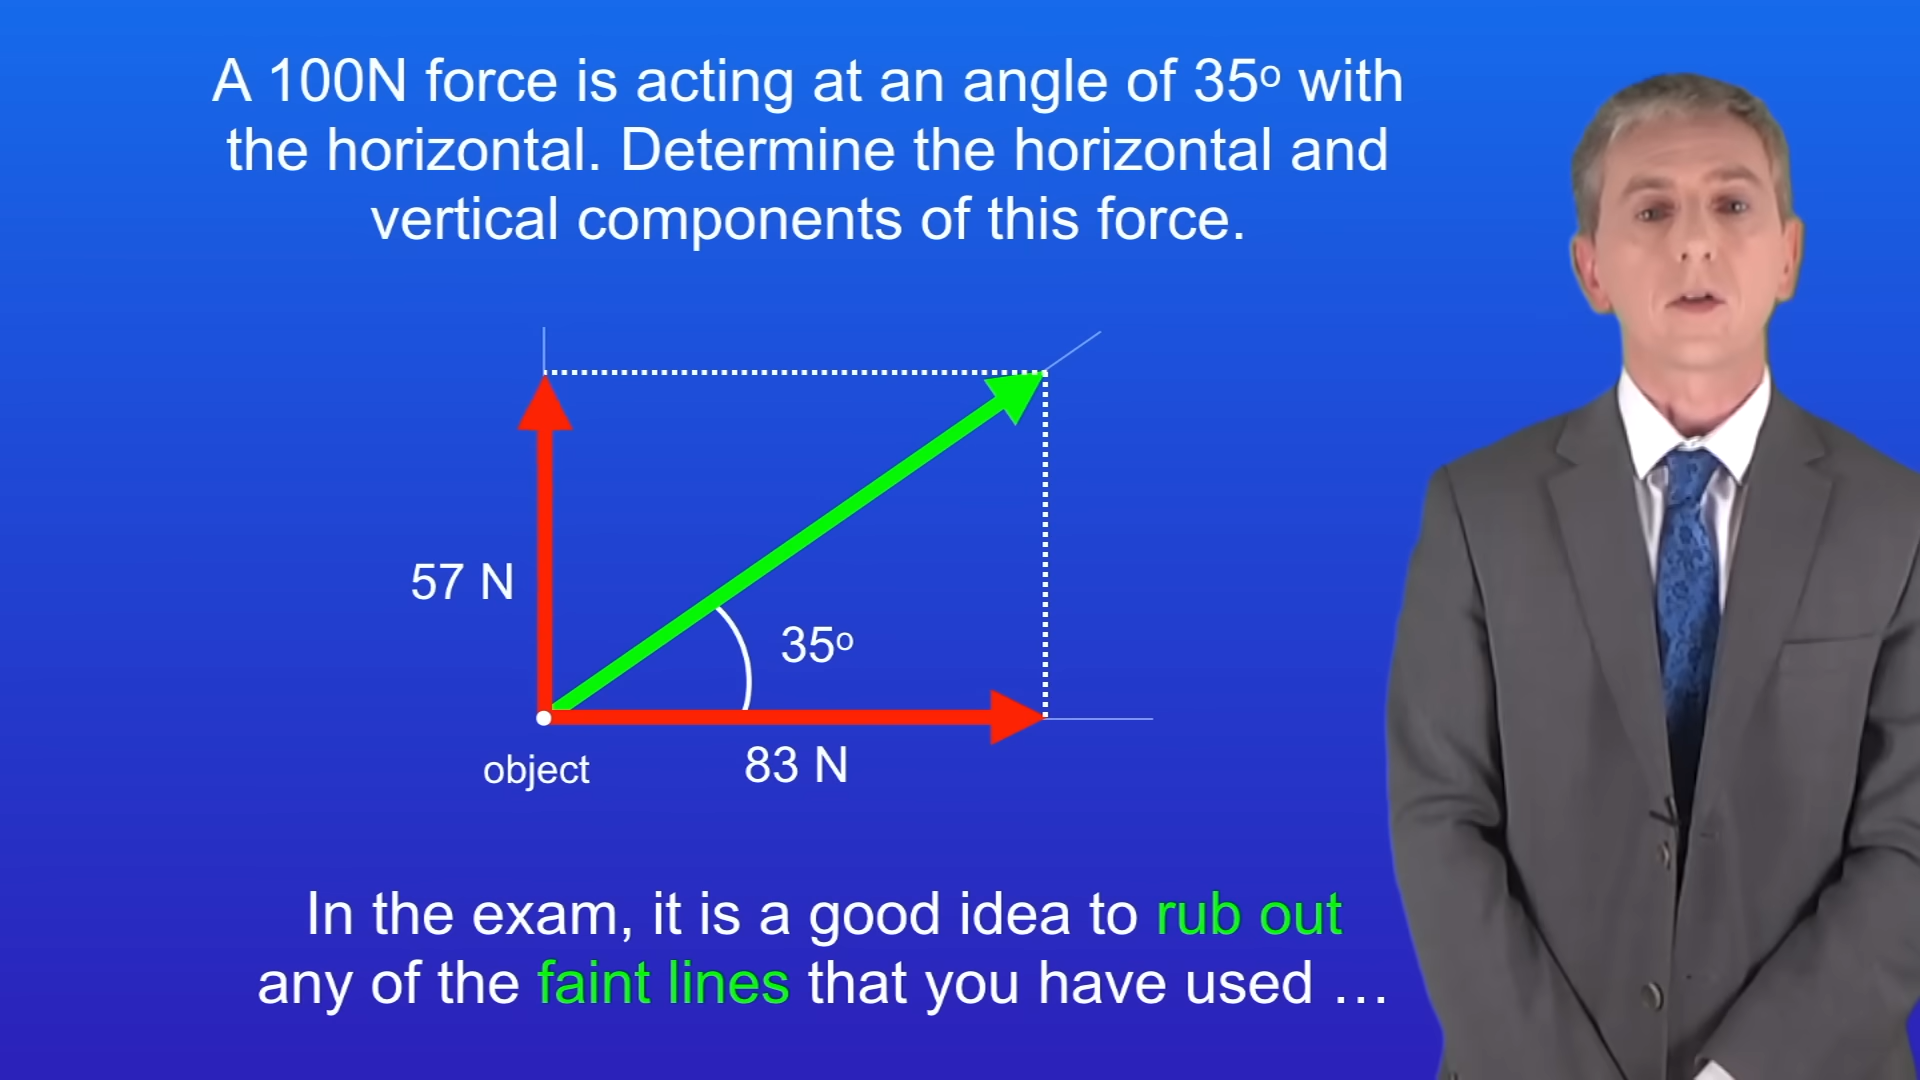 A 100N force is acting at an angle of 35º with
the horizontal. Determine the horizontal and
vertical components of this force.
57 N
35º
83 N
object
In the exam, it is a good idea to rub out
any of the faint lines that you have used …